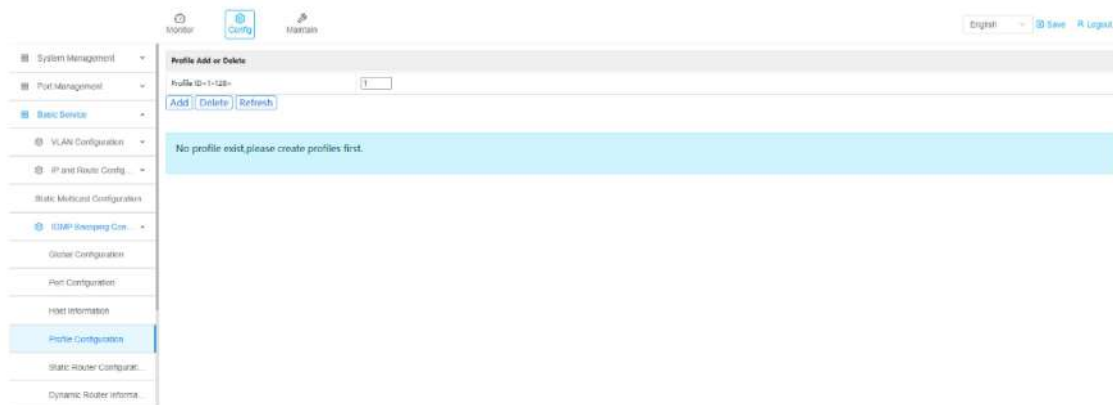 Monitor
Config
Maintain
English
Save
Logout
System Management
Port Management
Basic Service
VLAN Configuration
IP and Route Config...
Static Multicast Configuration
IGMP Snooping Con...
Global Configuration
Port Configuration
Host Information
Profile Configuration
Static Router Configurat...
Dynamic Router Informa...
Profile Add or Delete
Profile ID<1-128>
1
Add Delete Refresh
No profile exist,please create profiles first.